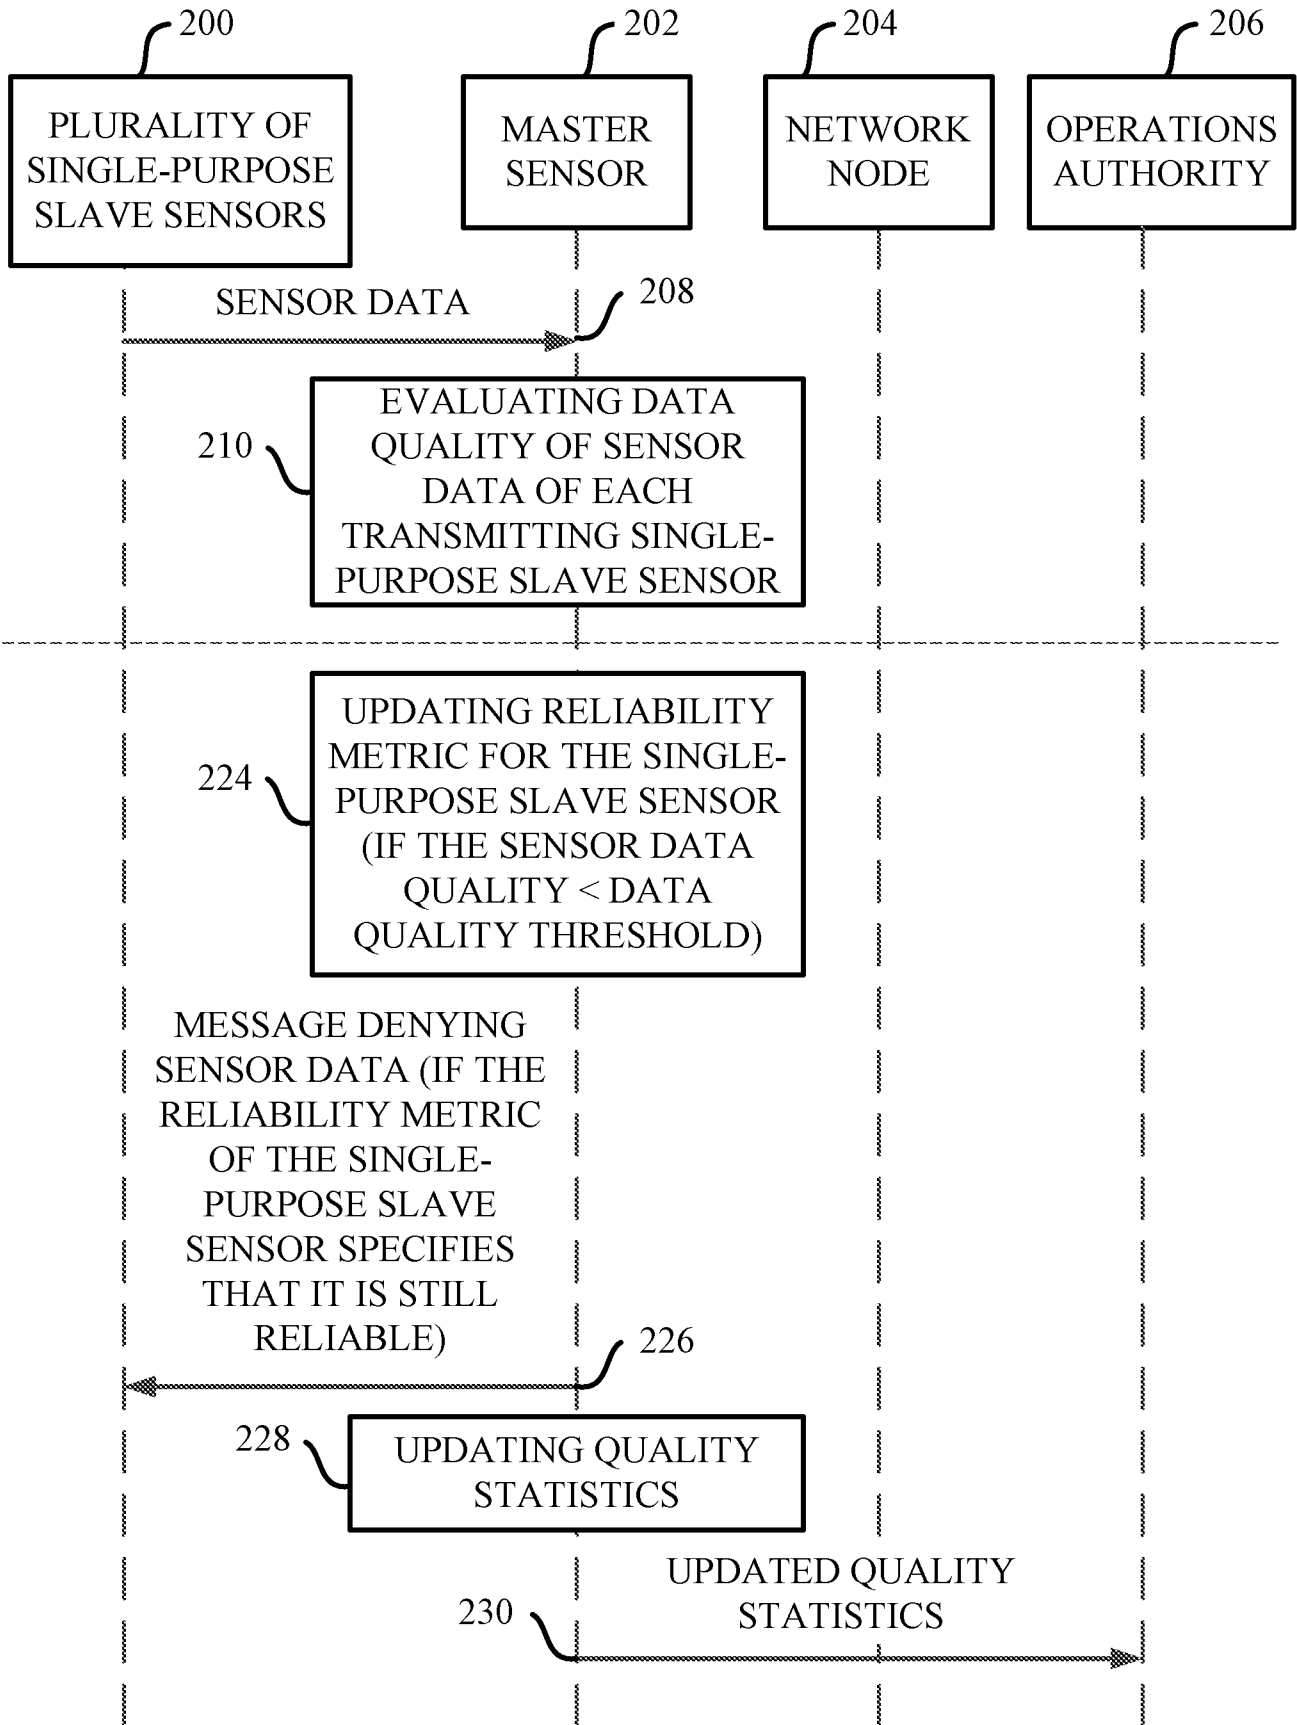 200
202
204
206
PLURALITY OF
SINGLE-PURPOSE
SLAVE SENSORS
MASTER
SENSOR
NETWORK
NODE
OPERATIONS
AUTHORITY
SENSOR DATA
208
210
EVALUATING DATA
QUALITY OF SENSOR
DATA OF EACH
TRANSMITTING SINGLE-
PURPOSE SLAVE SENSOR
224
UPDATING RELIABILITY
METRIC FOR THE SINGLE-
PURPOSE SLAVE SENSOR
(IF THE SENSOR DATA
QUALITY < DATA
QUALITY THRESHOLD)
MESSAGE DENYING
SENSOR DATA (IF THE
RELIABILITY METRIC
OF THE SINGLE-
PURPOSE SLAVE
SENSOR SPECIFIES
THAT IT IS STILL
RELIABLE)
226
228
UPDATING QUALITY
STATISTICS
UPDATED QUALITY
STATISTICS
230